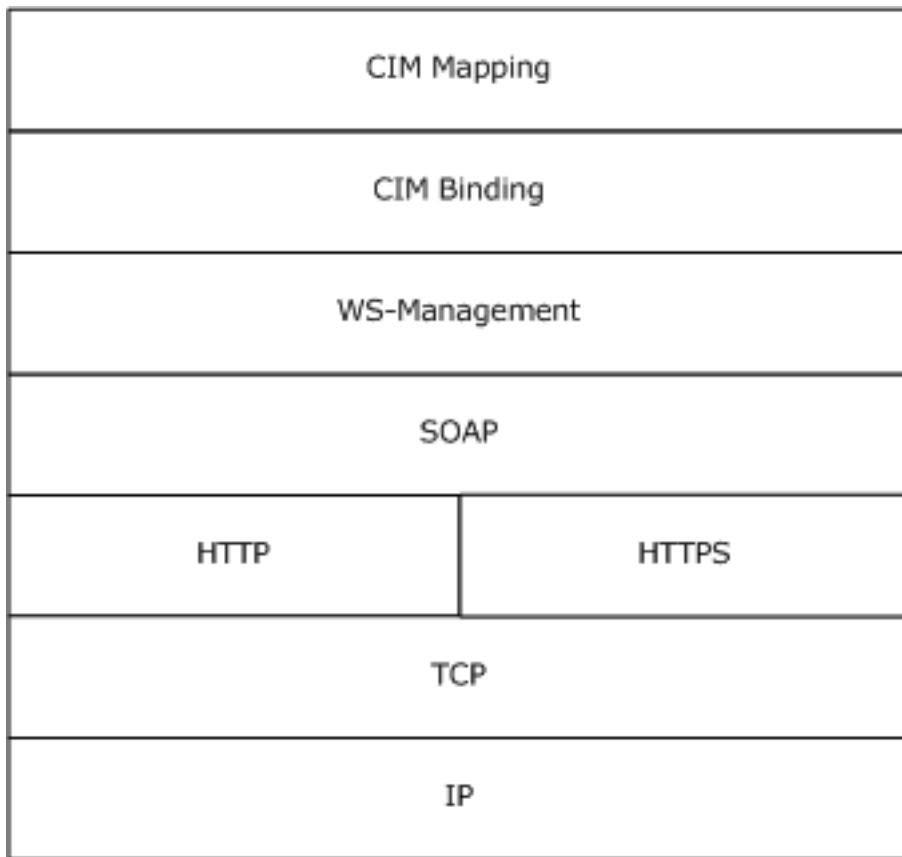 CIM Mapping
CIM Binding
WS-Management
SOAP
HTTP
HTTPS
TCP
IP